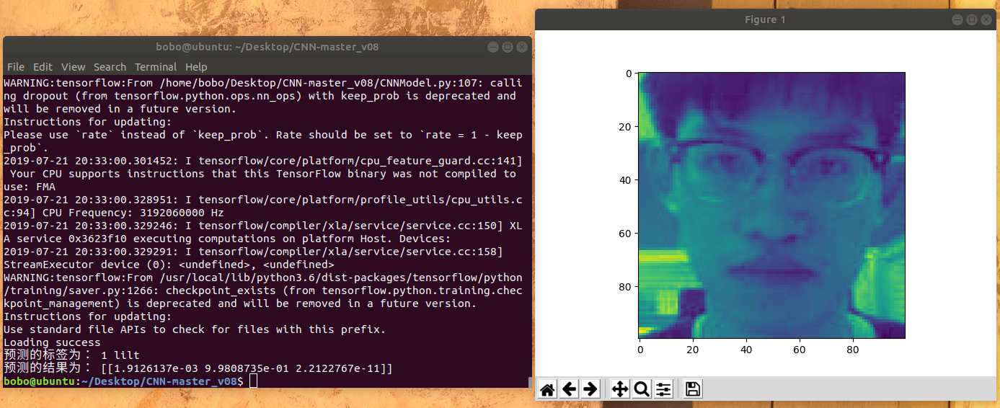 bobo@ubuntu: ~/Desktop/CNN-master_v08
File Edit View Search Terminal Help
WARNING:tensorflow:From /home/bobo/Desktop/CNN-master_v08/CNNModel.py:107: calli
ng dropout (from tensorflow.python.ops.nn_ops) with keep_prob is deprecated and
will be removed in a future version.
Instructions for updating:
Please use `rate` instead of `keep_prob`. Rate should be set to `rate = 1 - keep
_prob`.
2019-07-21 20:33:00.301452: I tensorflow/core/platform/cpu_feature_guard.cc:141]
 Your CPU supports instructions that this TensorFlow binary was not compiled to
use: FMA
2019-07-21 20:33:00.328951: I tensorflow/core/platform/profile_utils/cpu_utils.c
c:94] CPU Frequency: 3192060000 Hz
2019-07-21 20:33:00.329246: I tensorflow/compiler/xla/service/service.cc:150] XL
A service 0x3623f10 executing computations on platform Host. Devices:
2019-07-21 20:33:00.329291: I tensorflow/compiler/xla/service/service.cc:158]
StreamExecutor device (0): <undefined>, <undefined>
WARNING:tensorflow:From /usr/local/lib/python3.6/dist-packages/tensorflow/python
/training/saver.py:1266: checkpoint_exists (from tensorflow.python.training.chec
kpoint_management) is deprecated and will be removed in a future version.
Instructions for updating:
Use standard file APIs to check for files with this prefix.
Loading success
预测的标签为： 1 lilt
预测的结果为： [[1.9126137e-03 9.9808735e-01 2.2122767e-11]]
bobo@ubuntu:~/Desktop/CNN-master_v08$
Figure 1
0
20
40
60
80
0 20 40 60 80